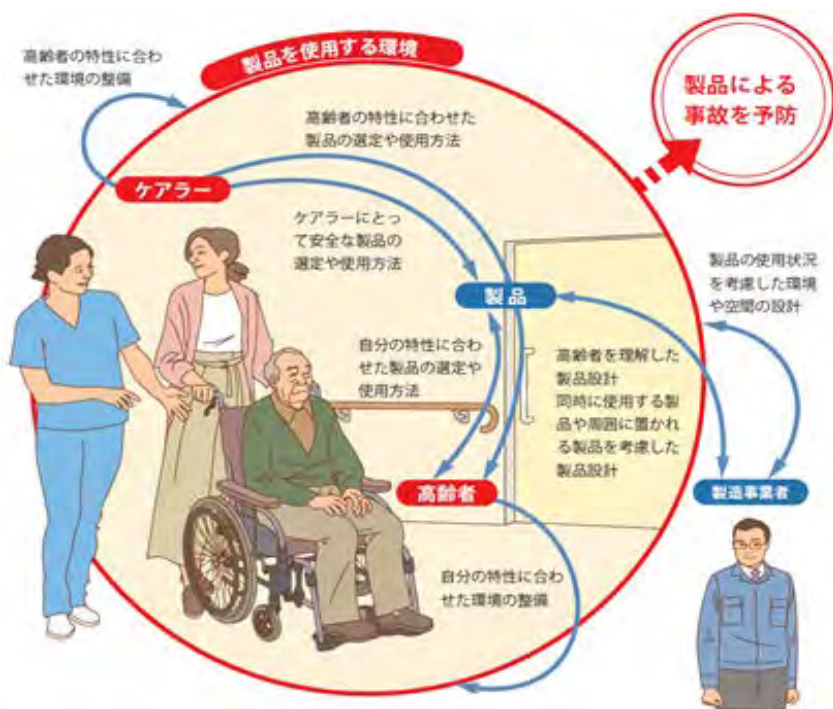 製品を使用する環境
高齢者の特性に合わ
せた環境の整備
製品による
事故を予防
高齢者の特性に合わせた
製品の選定や使用方法
ケアラー
ケアラーにとっ
て安全な製品の
選定や使用方法
製品
製品の使用状況
を考慮した環境
や空間の設計
自分の特性に合わ
せた製品の選定や
使用方法
高齢者を理解した
製品設計
同時に使用する製
品や周囲に置かれ
る製品を考慮した
製品設計
高齢者
製造事業者
自分の特性に合わ
せた環境の整備